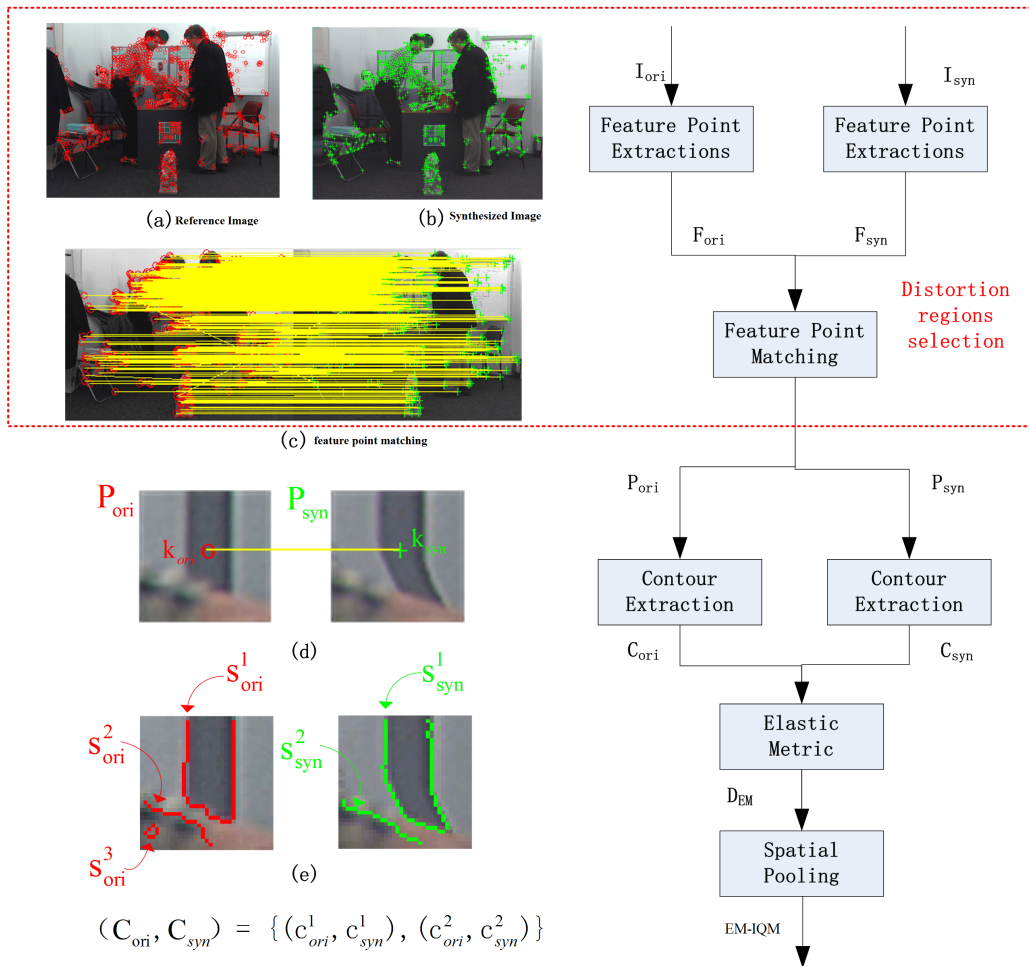 (a) Reference Image
(b) Synthesized Image
(c) feature point matching
P_ori
k_ori
P_syn
k_syn
(d)
s^1_ori
s^2_ori
s^3_ori
s^1_syn
s^2_syn
(e)
(C_ori, C_syn) = {(c^1_ori, c^1_syn), (c^2_ori, c^2_syn)}
I_ori
I_syn
Feature Point
Extractions
Feature Point
Extractions
F_ori
F_syn
Feature Point
Matching
Distortion
regions
selection
P_ori
P_syn
Contour
Extraction
Contour
Extraction
C_ori
C_syn
Elastic
Metric
D_EM
Spatial
Pooling
EM-IQM